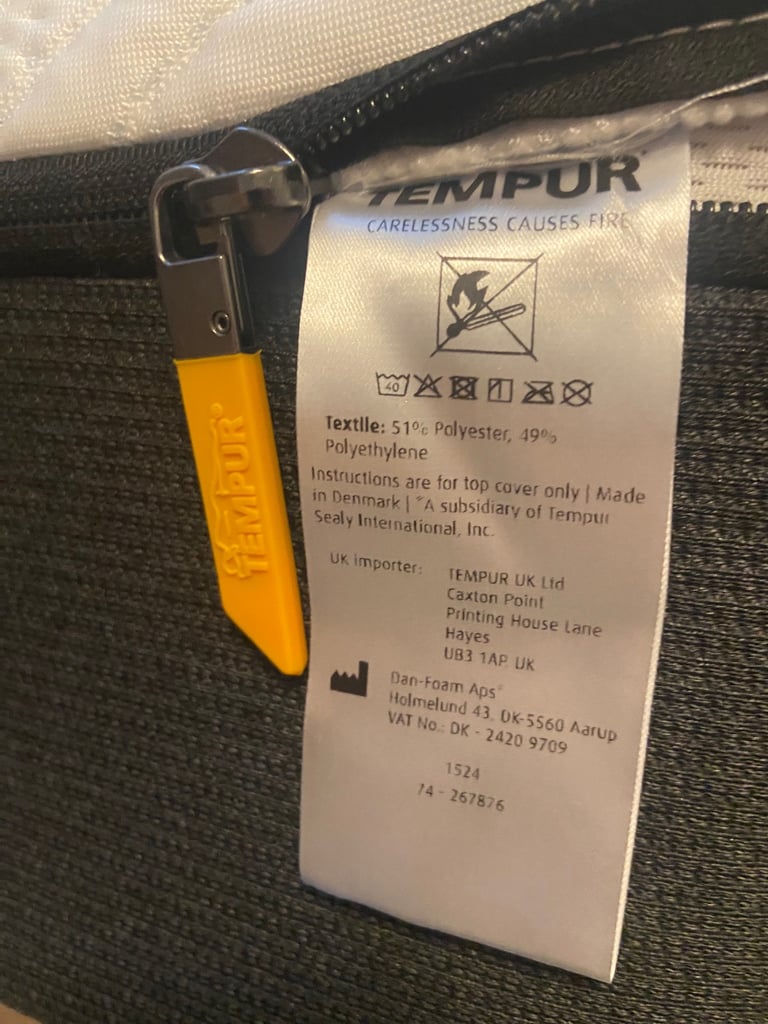 TEMPUR
CARELESSNESS CAUSES FIRE
40
Textile: 51% Polyester, 49%
Polyethylene
Instructions are for top cover only | Made
in Denmark | *A subsidiary of Tempur
Sealy International, Inc.
UK Importer: TEMPUR UK Ltd
Caxton Point
Printing House Lane
Hayes
UB3 1AP UK
Dan-Foam Aps*
Holmelund 43, DK-5560 Aarup
VAT No.: DK - 2420 9709
1524
74 - 267876
TEMPUR®